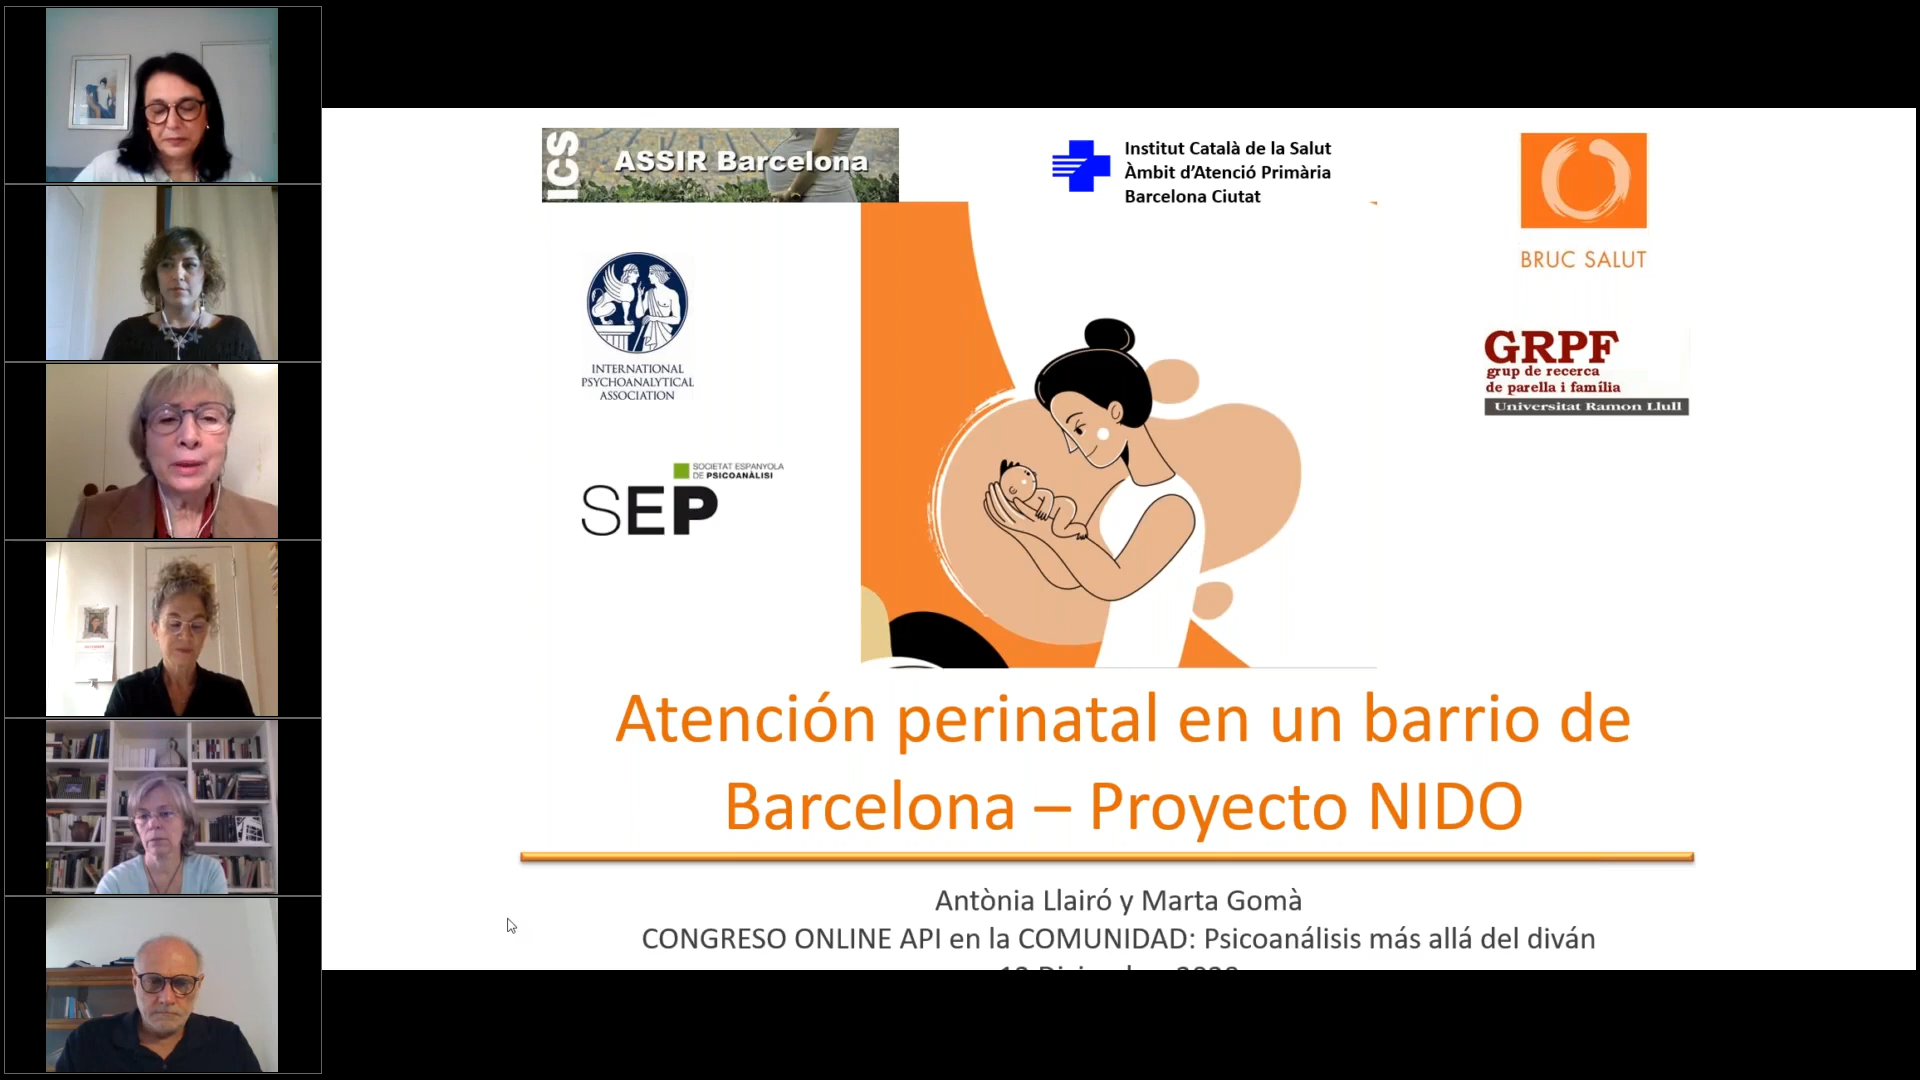 ICS
ASSIR Barcelona
Institut Català de la Salut
Àmbit d'Atenció Primària
Barcelona Ciutat
BRUC SALUT
INTERNATIONAL
PSYCHOANALYTICAL
ASSOCIATION
GRPF
grup de recerca
de parella i família
Universitat Ramon Llull
SOCIETAT ESPANYOLA
DE PSICOANÀLISI
SEP
Atención perinatal en un barrio de
Barcelona – Proyecto NIDO
Antònia Llairó y Marta Gomà
CONGRESO ONLINE API en la COMUNIDAD: Psicoanálisis más allá del diván